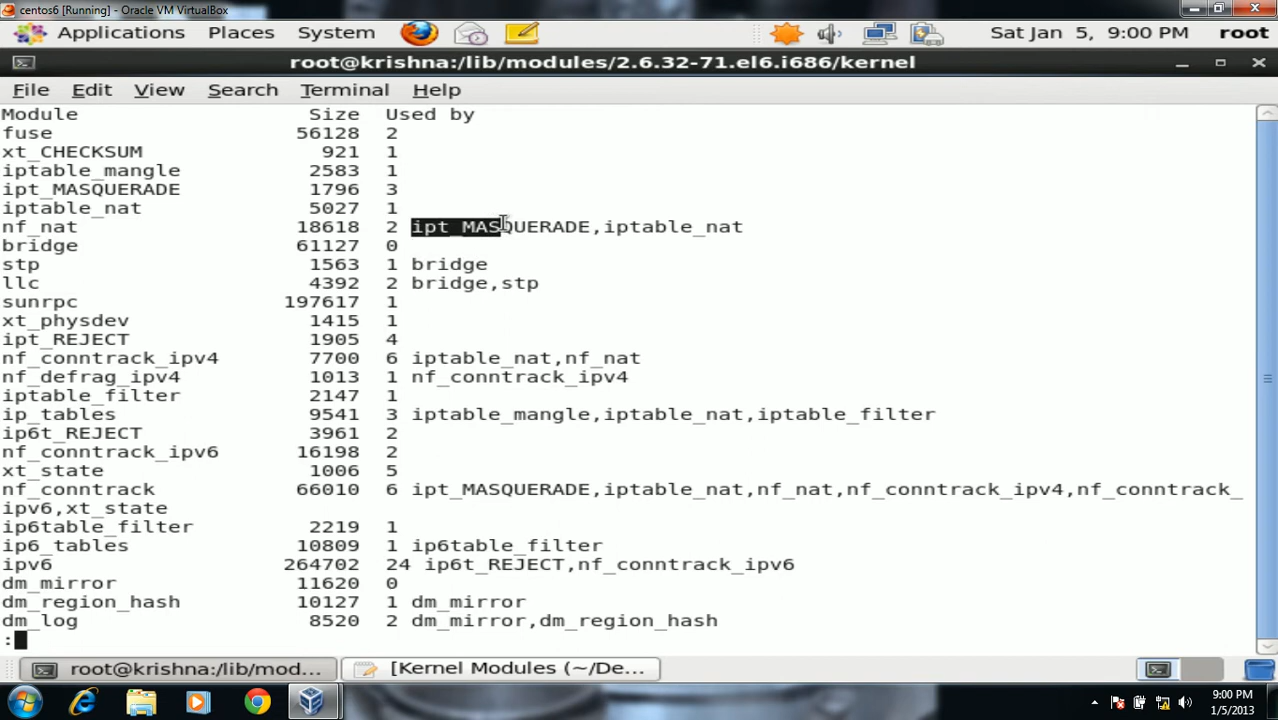 centos6 [Running] - Oracle VM VirtualBox
Applications Places System Sat Jan 5, 9:00 PM root
root@krishna:/lib/modules/2.6.32-71.el6.i686/kernel
File Edit View Search Terminal Help
Module Size Used by
fuse 56128 2
xt_CHECKSUM 921 1
iptable_mangle 2583 1
ipt_MASQUERADE 1796 3
iptable_nat 5027 1
nf_nat 18618 2 ipt_MASQUERADE,iptable_nat
bridge 61127 0
stp 1563 1 bridge
llc 4392 2 bridge,stp
sunrpc 197617 1
xt_physdev 1415 1
ipt_REJECT 1905 4
nf_conntrack_ipv4 7700 6 iptable_nat,nf_nat
nf_defrag_ipv4 1013 1 nf_conntrack_ipv4
iptable_filter 2147 1
ip_tables 9541 3 iptable_mangle,iptable_nat,iptable_filter
ip6t_REJECT 3961 2
nf_conntrack_ipv6 16198 2
xt_state 1006 5
nf_conntrack 66010 6 ipt_MASQUERADE,iptable_nat,nf_nat,nf_conntrack_ipv4,nf_conntrack_
ipv6,xt_state
ip6table_filter 2219 1
ip6_tables 10809 1 ip6table_filter
ipv6 264702 24 ip6t_REJECT,nf_conntrack_ipv6
dm_mirror 11620 0
dm_region_hash 10127 1 dm_mirror
dm_log 8520 2 dm_mirror,dm_region_hash
:
root@krishna:/lib/mod... [Kernel Modules (~/De...
9:00 PM
1/5/2013